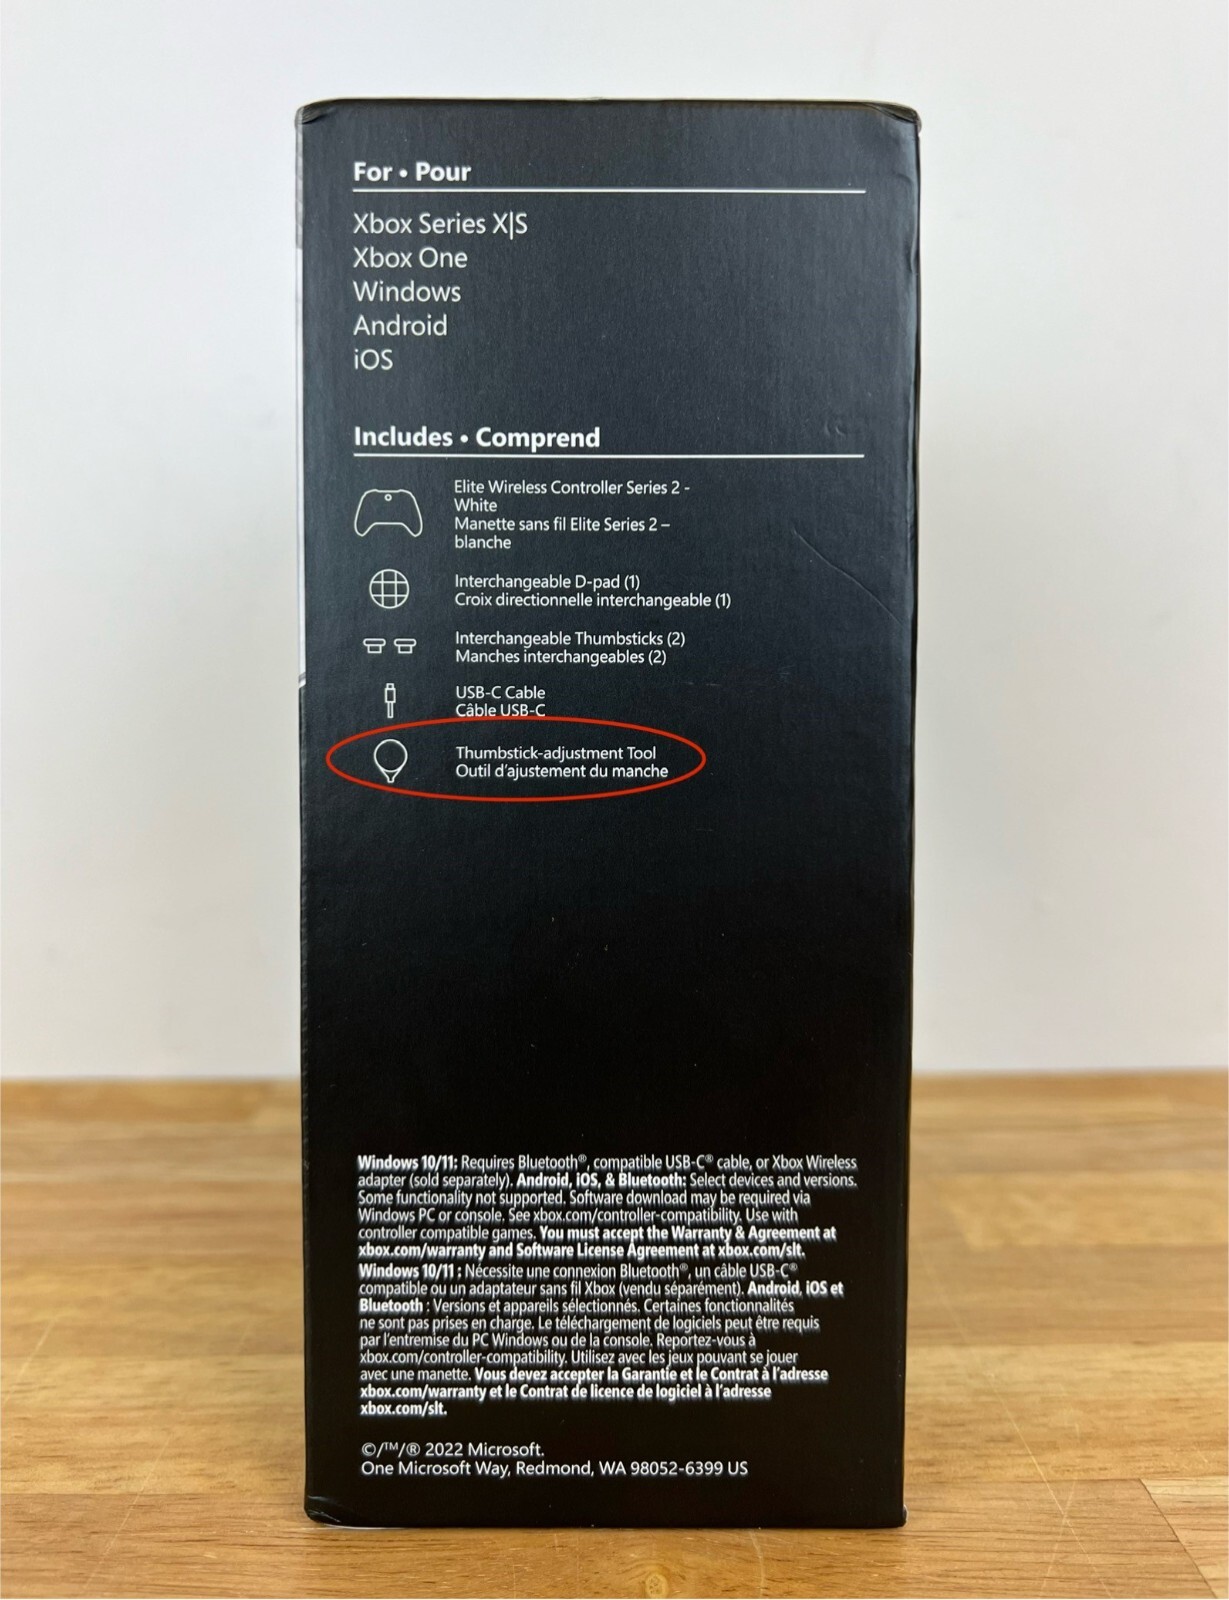 For • Pour
Xbox Series X|S
Xbox One
Windows
Android
iOS
Includes • Comprend
Elite Wireless Controller Series 2 -
White
Manette sans fil Elite Series 2 –
blanche
Interchangeable D-pad (1)
Croix directionnelle interchangeable (1)
Interchangeable Thumbsticks (2)
Manches interchangeables (2)
USB-C Cable
Câble USB-C
Thumbstick-adjustment Tool
Outil d'ajustement du manche
Windows 10/11: Requires Bluetooth®, compatible USB-C® cable, or Xbox Wireless
adapter (sold separately). Android, iOS, & Bluetooth: Select devices and versions.
Some functionality not supported. Software download may be required via
Windows PC or console. See xbox.com/controller-compatibility. Use with
controller compatible games. You must accept the Warranty & Agreement at
xbox.com/warranty and Software License Agreement at xbox.com/slt.
Windows 10/11 : Nécessite une connexion Bluetooth®, un câble USB-C®
compatible ou un adaptateur sans fil Xbox (vendu séparément). Android, iOS et
Bluetooth : Versions et appareils sélectionnés. Certaines fonctionnalités
ne sont pas prises en charge. Le téléchargement de logiciels peut être requis
par l'entremise du PC Windows ou de la console. Reportez-vous à
xbox.com/controller-compatibility. Utilisez avec les jeux pouvant se jouer
avec une manette. Vous devez accepter la Garantie et le Contrat à l'adresse
xbox.com/warranty et le Contrat de licence de logiciel à l'adresse
xbox.com/slt.
©/™/® 2022 Microsoft.
One Microsoft Way, Redmond, WA 98052-6399 US